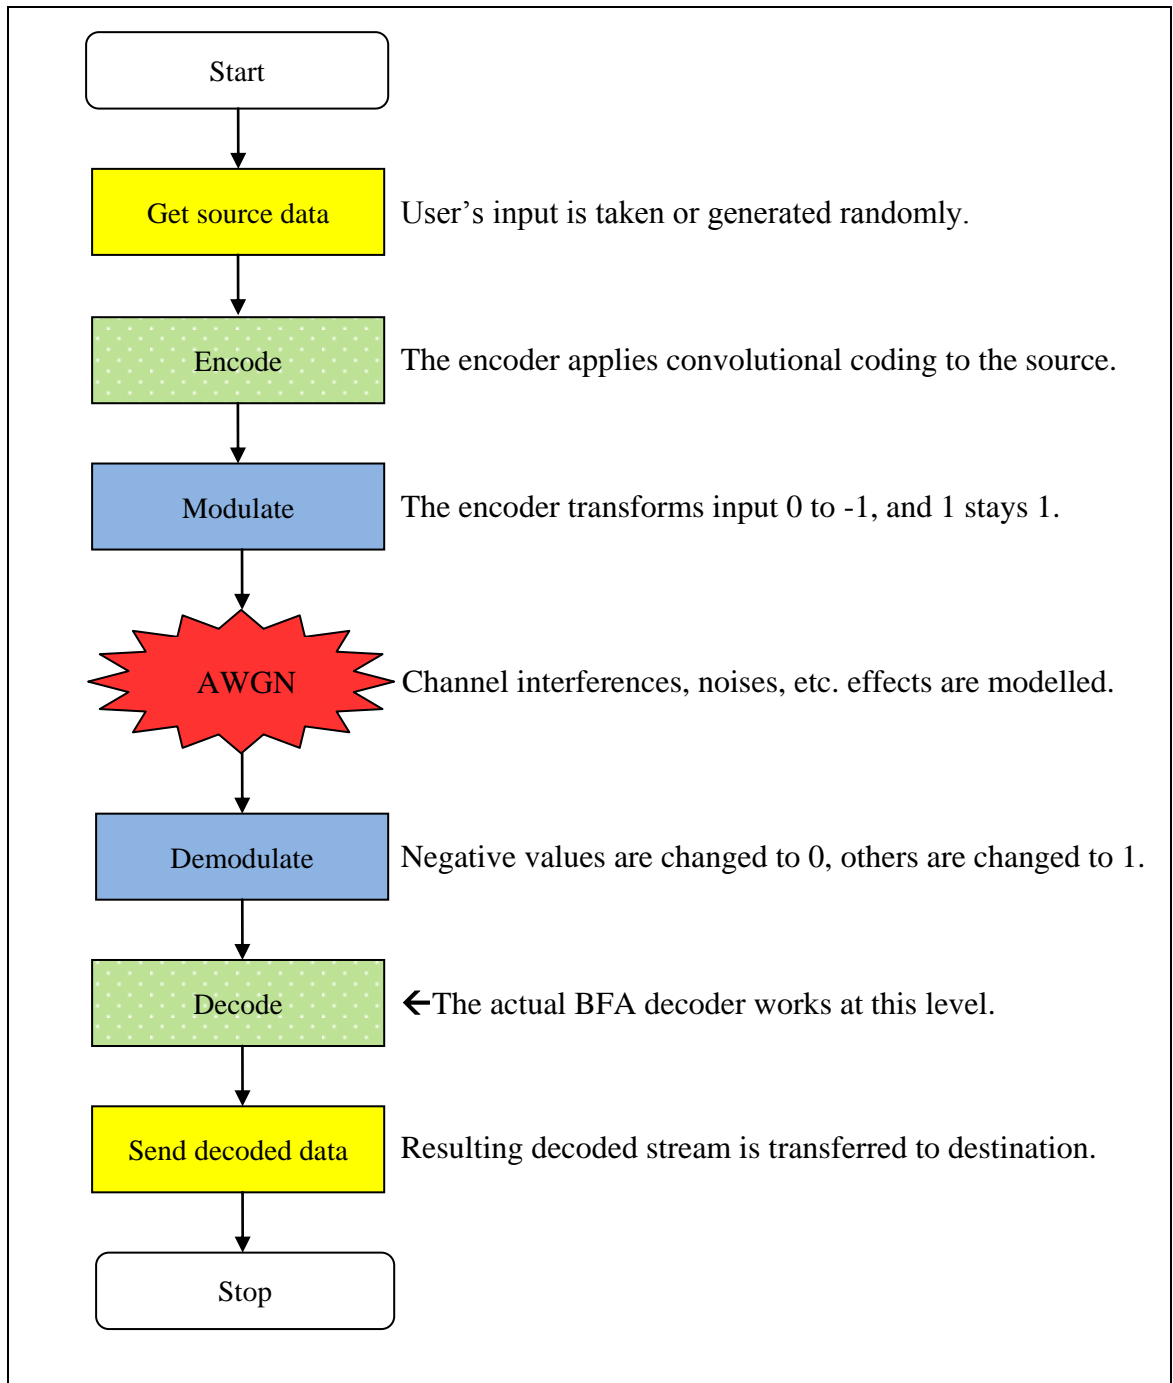 Start
Get source data
User’s input is taken or generated randomly.
Encode
The encoder applies convolutional coding to the source.
Modulate
The encoder transforms input 0 to -1, and 1 stays 1.
AWGN
Channel interferences, noises, etc. effects are modelled.
Demodulate
Negative values are changed to 0, others are changed to 1.
Decode
←The actual BFA decoder works at this level.
Send decoded data
Resulting decoded stream is transferred to destination.
Stop